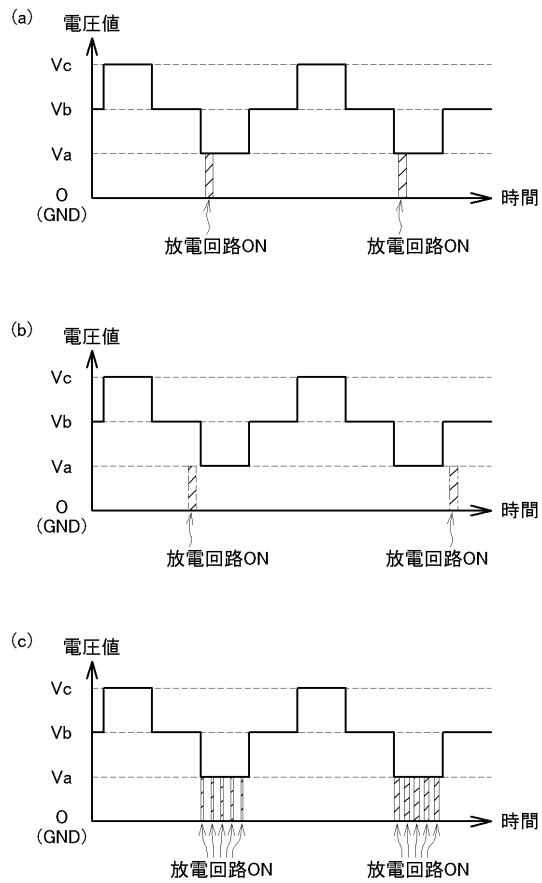 (a)
電圧値
Vc
Vb
Va
0
(GND)
時間
放電回路ON 放電回路ON
(b)
電圧値
Vc
Vb
Va
0
(GND)
時間
放電回路ON 放電回路ON
(c)
電圧値
Vc
Vb
Va
0
(GND)
時間
放電回路ON 放電回路ON